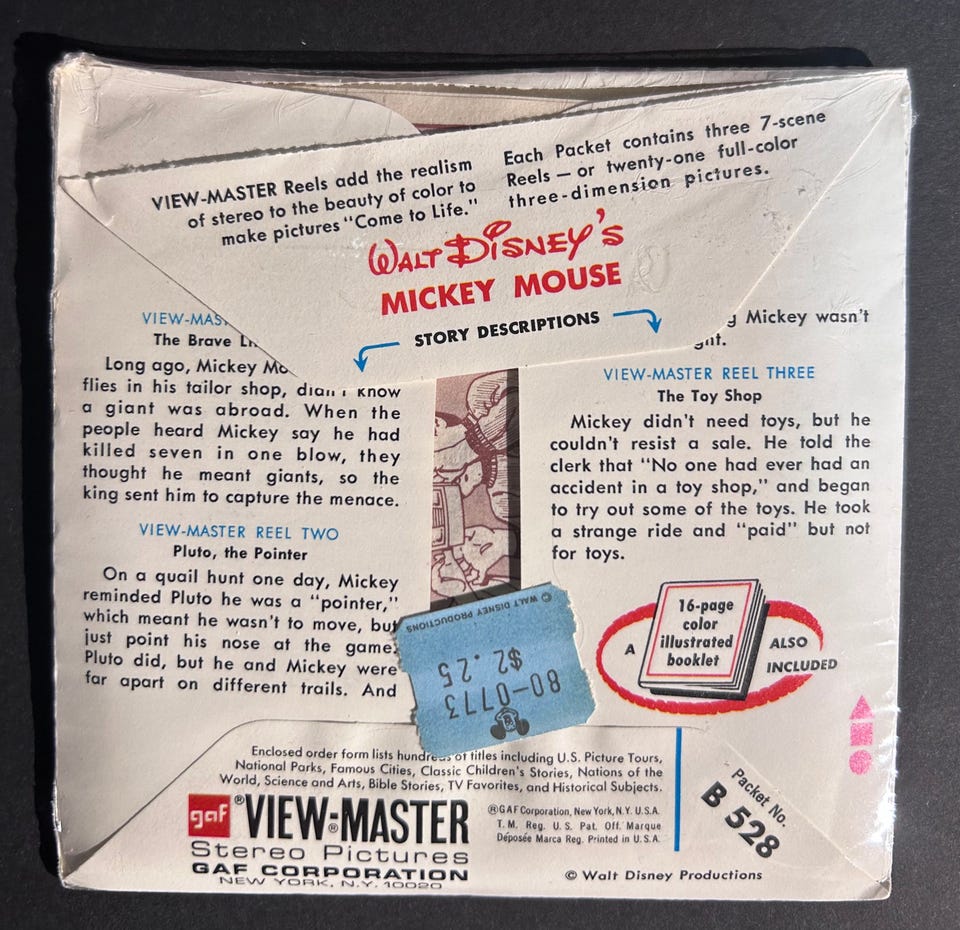 VIEW-MASTER Reels add the realism
of stereo to the beauty of color to
make pictures "Come to Life."
Each Packet contains three 7-scene
Reels — or twenty-one full-color
three-dimension pictures.
WALT DISNEY'S
MICKEY MOUSE
STORY DESCRIPTIONS
VIEW-MAS
The Brave Li
Long ago, Mickey Mo
flies in his tailor shop, didn't know
a giant was abroad. When the
people heard Mickey say he had
killed seven in one blow, they
thought he meant giants, so the
king sent him to capture the menace.
VIEW-MASTER REEL TWO
Pluto, the Pointer
On a quail hunt one day, Mickey
reminded Pluto he was a "pointer,"
which meant he wasn't to move, but
just point his nose at the game.
Pluto did, but he and Mickey were
far apart on different trails. And
g Mickey wasn't
ght.
VIEW-MASTER REEL THREE
The Toy Shop
Mickey didn't need toys, but he
couldn't resist a sale. He told the
clerk that "No one had ever had an
accident in a toy shop," and began
to try out some of the toys. He took
a strange ride and "paid" but not
for toys.
A
16-page
color
illustrated
booklet
ALSO
INCLUDED
80-0773
$2.25
© WALT DISNEY PRODUCTIONS
Enclosed order form lists hundreds of titles including U.S. Picture Tours,
National Parks, Famous Cities, Classic Children's Stories, Nations of the
World, Science and Arts, Bible Stories, TV Favorites, and Historical Subjects.
gaf ® VIEW-MASTER ®
Stereo Pictures
GAF CORPORATION
NEW YORK, N.Y. 10020
® GAF Corporation, New York, N.Y. U.S.A.
T. M. Reg. U. S. Pat. Off. Marque
Déposée Marca Reg. Printed in U.S.A.
Packet No.
B 528
© Walt Disney Productions